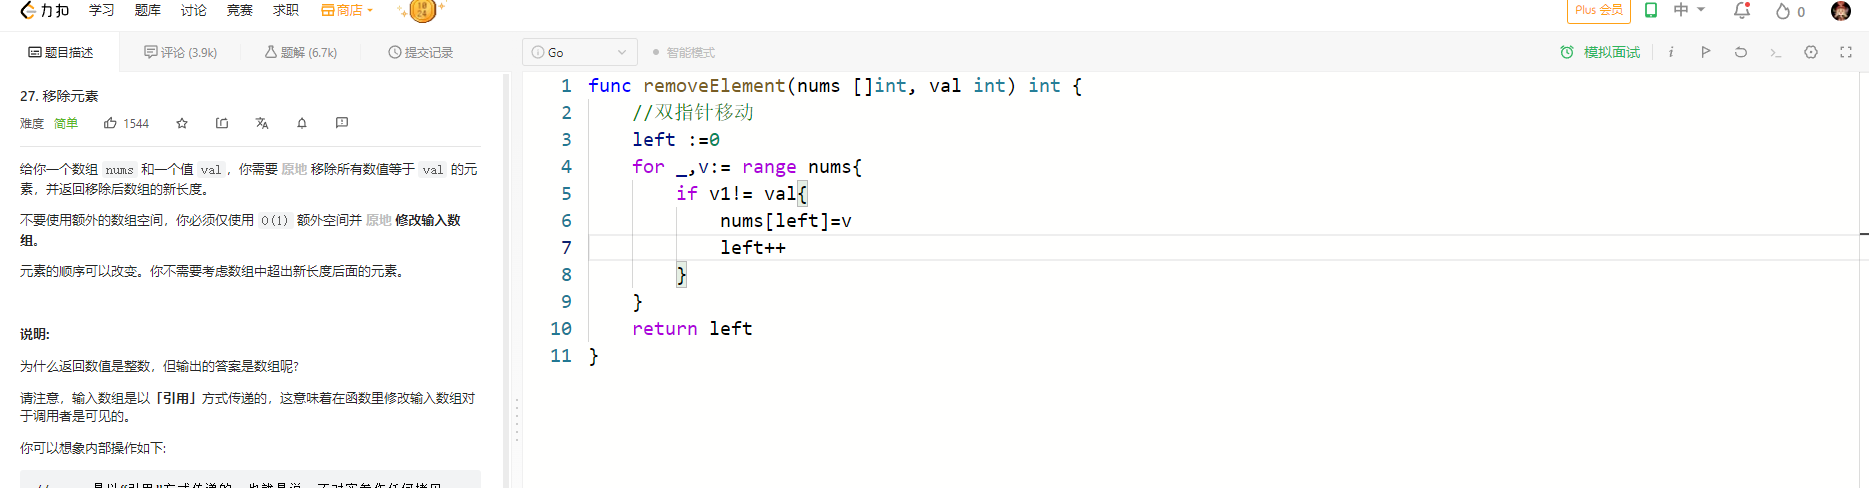 力扣 学习 题库 讨论 竞赛 求职 商店 10 24 Plus 会员 中 0
题目描述 评论 (3.9k) 题解 (6.7k) 提交记录 Go 智能模式 模拟面试
27. 移除元素
难度 简单 1544
给你一个数组 nums 和一个值 val，你需要 原地 移除所有数值等于 val 的元
素，并返回移除后数组的新长度。
不要使用额外的数组空间，你必须仅使用 O(1) 额外空间并 原地 修改输入数
组。
元素的顺序可以改变。你不需要考虑数组中超出新长度后面的元素。
说明:
为什么返回数值是整数，但输出的答案是数组呢?
请注意，输入数组是以「引用」方式传递的，这意味着在函数里修改输入数组对
于调用者是可见的。
你可以想象内部操作如下:
1 func removeElement(nums []int, val int) int {
2 //双指针移动
3 left :=0
4 for _,v:= range nums{
5 if v1!= val{
6 nums[left]=v
7 left++
8 }
9 }
10 return left
11 }